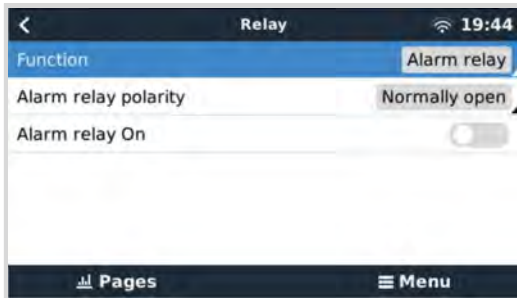 Relay 19:44
Function Alarm relay
Alarm relay polarity Normally open
Alarm relay On
Pages Menu